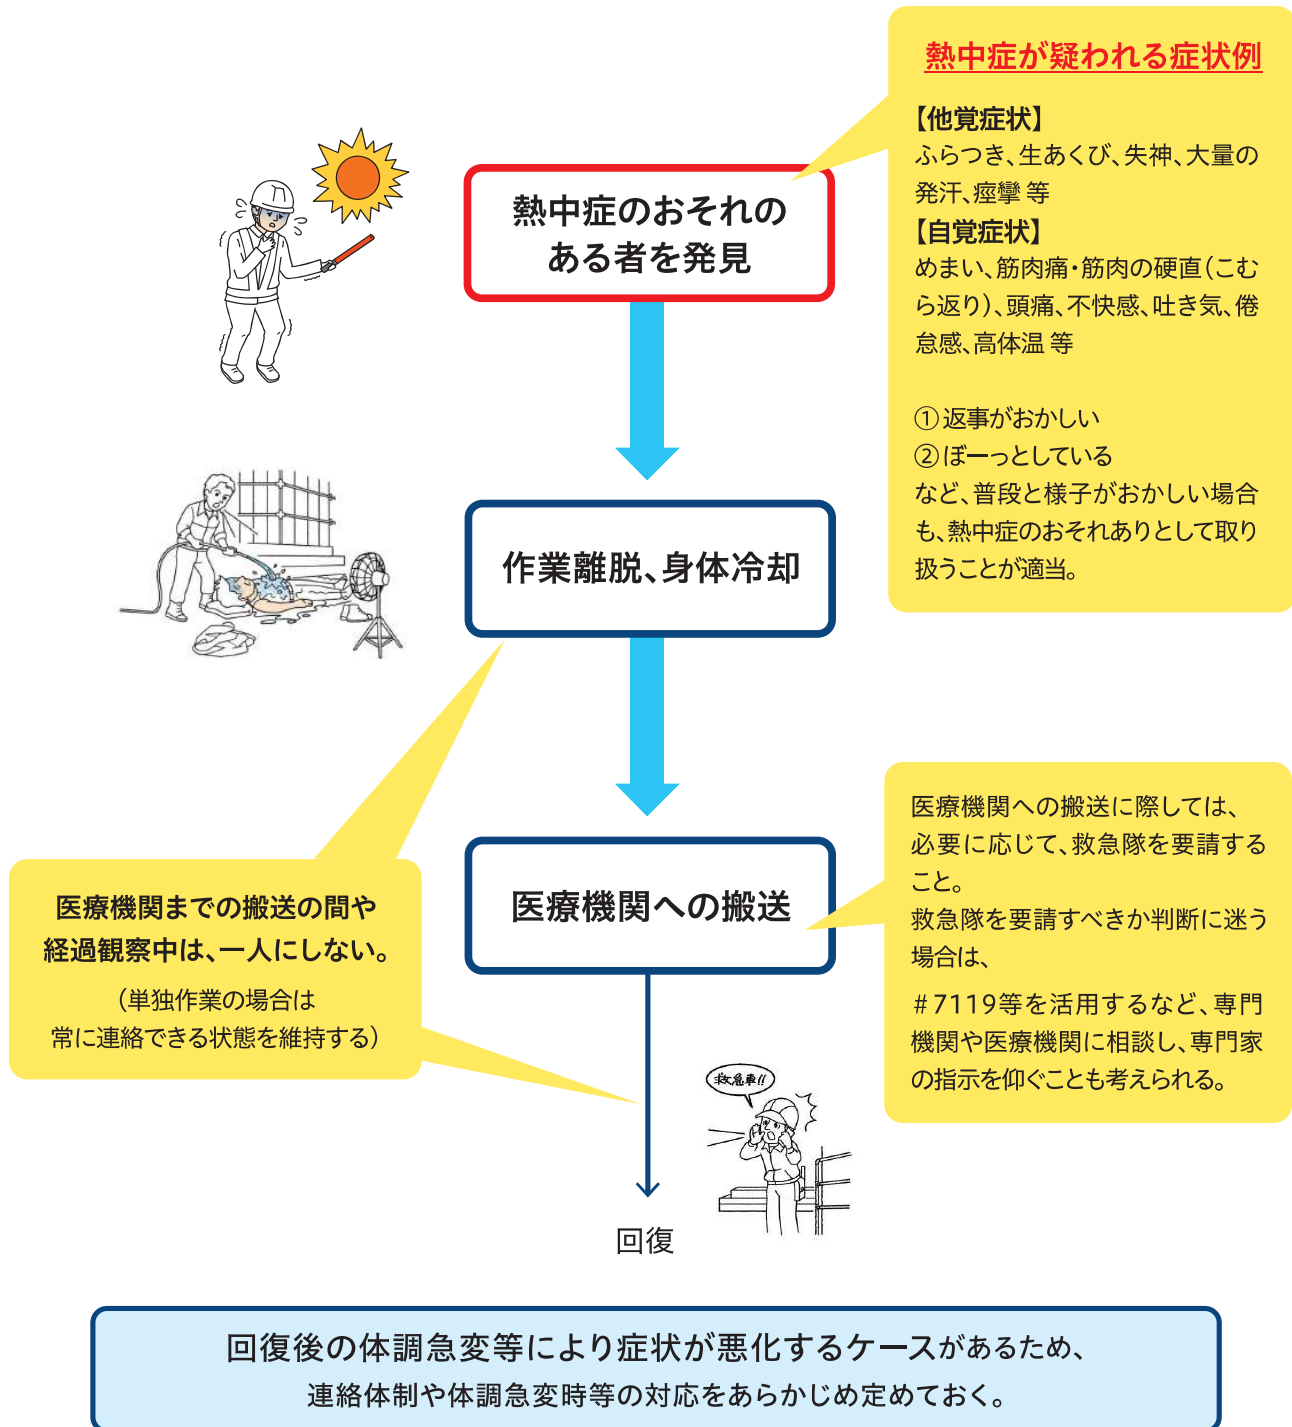 熱中症が疑われる症状例
【他覚症状】
ふらつき、生あくび、失神、大量の
発汗、痙攣 等
【自覚症状】
めまい、筋肉痛・筋肉の硬直（こむ
ら返り）、頭痛、不快感、吐き気、倦
怠感、高体温 等
①返事がおかしい
②ぼーっとしている
など、普段と様子がおかしい場合
も、熱中症のおそれありとして取り
扱うことが適当。
熱中症のおそれの
ある者を発見
作業離脱、身体冷却
医療機関への搬送
医療機関への搬送に際しては、
必要に応じて、救急隊を要請する
こと。
救急隊を要請すべきか判断に迷う
場合は、
＃7119等を活用するなど、専門
機関や医療機関に相談し、専門家
の指示を仰ぐことも考えられる。
医療機関までの搬送の間や
経過観察中は、一人にしない。
（単独作業の場合は
常に連絡できる状態を維持する）
救急車!!
回復
回復後の体調急変等により症状が悪化するケースがあるため、
連絡体制や体調急変時等の対応をあらかじめ定めておく。